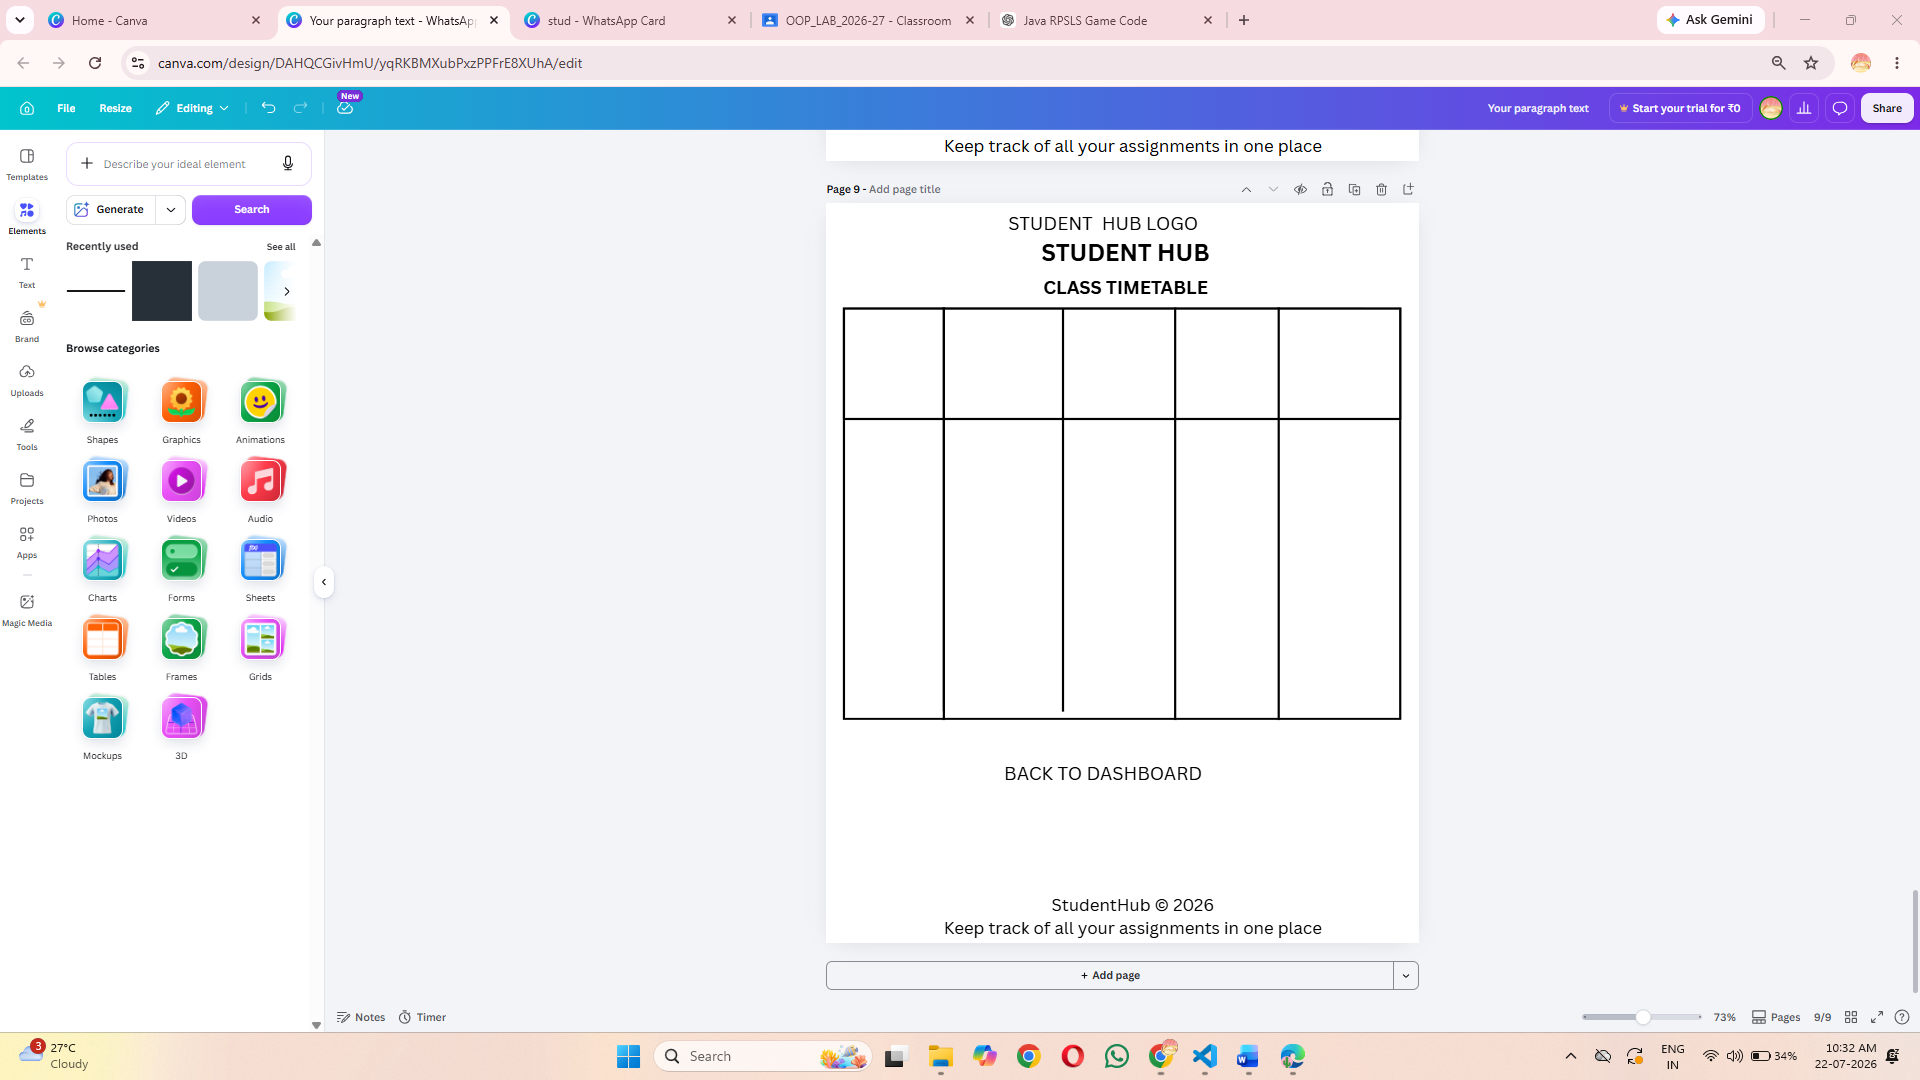 Home - Canva
Your paragraph text - WhatsAp
stud - WhatsApp Card
OOP_LAB_2026-27 - Classroom
Java RPSLS Game Code
Ask Gemini
canva.com/design/DAHQCGivHmU/yqRKBMXubPxzPPFrE8XUhA/edit
File
Resize
Editing
New
Your paragraph text
Start your trial for ₹0
Share
Templates
Elements
Text
Brand
Uploads
Tools
Projects
Apps
Magic Media
Describe your ideal element
Generate
Search
Recently used
See all
Browse categories
Shapes
Graphics
Animations
Photos
Videos
Audio
Charts
Forms
Sheets
Tables
Frames
Grids
Mockups
3D
Keep track of all your assignments in one place
Page 9 - Add page title
STUDENT HUB LOGO
STUDENT HUB
CLASS TIMETABLE
BACK TO DASHBOARD
StudentHub © 2026
Keep track of all your assignments in one place
+ Add page
Notes
Timer
73%
Pages
9/9
3
27°C
Cloudy
Search
ENG
IN
34%
10:32 AM
22-07-2026